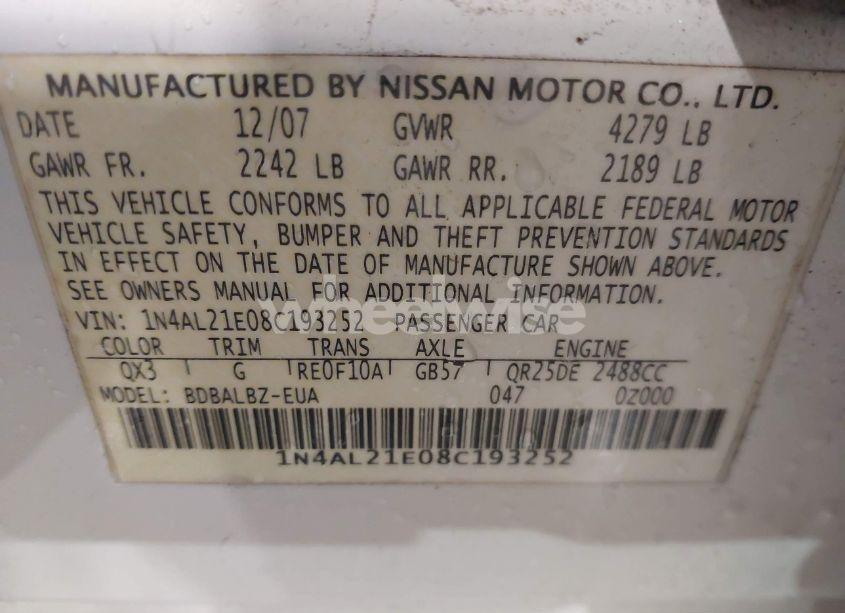 MANUFACTURED BY NISSAN MOTOR CO., LTD.
DATE 12/07 GVWR 4279 LB
GAWR FR. 2242 LB GAWR RR. 2189 LB
THIS VEHICLE CONFORMS TO ALL APPLICABLE FEDERAL MOTOR
VEHICLE SAFETY, BUMPER AND THEFT PREVENTION STANDARDS
IN EFFECT ON THE DATE OF MANUFACTURE SHOWN ABOVE.
SEE OWNERS MANUAL FOR ADDITIONAL INFORMATION.
wheelwise
VIN: 1N4AL21E08C193252 PASSENGER CAR
COLOR TRIM TRANS AXLE ENGINE
QX3 G RE0F10A GB57 QR25DE 2488CC
MODEL: BDBALBZ-EUA 047 0Z000
1N4AL21E08C193252